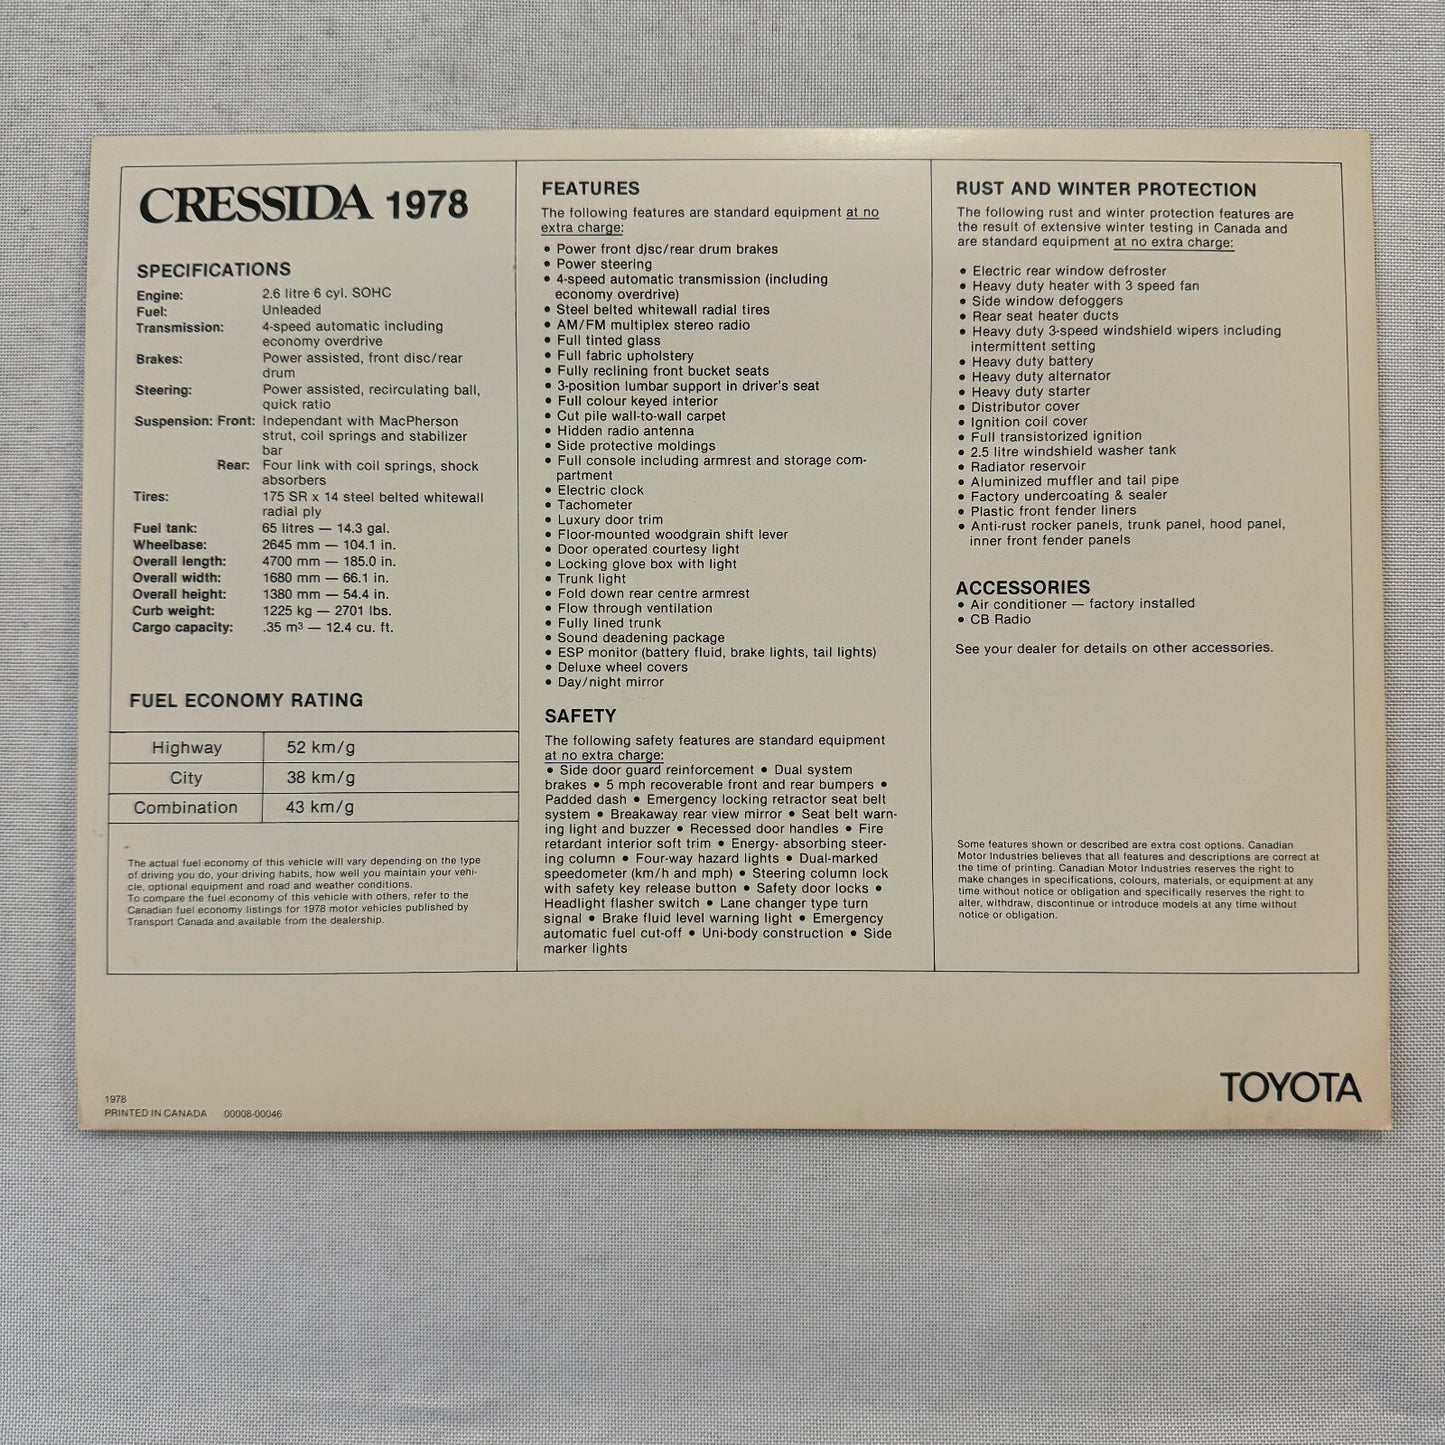 CRESSIDA 1978
SPECIFICATIONS
Engine: 2.6 litre 6 cyl. SOHC
Fuel: Unleaded
Transmission: 4-speed automatic including
economy overdrive
Brakes: Power assisted, front disc/rear
drum
Steering: Power assisted, recirculating ball,
quick ratio
Suspension: Front: Independant with MacPherson
strut, coil springs and stabilizer
bar
Rear: Four link with coil springs, shock
absorbers
Tires: 175 SR x 14 steel belted whitewall
radial ply
Fuel tank: 65 litres — 14.3 gal.
Wheelbase: 2645 mm — 104.1 in.
Overall length: 4700 mm — 185.0 in.
Overall width: 1680 mm — 66.1 in.
Overall height: 1380 mm — 54.4 in.
Curb weight: 1225 kg — 2701 lbs.
Cargo capacity: .35 m³ — 12.4 cu. ft.
FUEL ECONOMY RATING
Highway 52 km/g
City 38 km/g
Combination 43 km/g
The actual fuel economy of this vehicle will vary depending on the type
of driving you do, your driving habits, how well you maintain your vehi-
cle, optional equipment and road and weather conditions.
To compare the fuel economy of this vehicle with others, refer to the
Canadian fuel economy listings for 1978 motor vehicles published by
Transport Canada and available from the dealership.
FEATURES
The following features are standard equipment at no
extra charge:
• Power front disc/rear drum brakes
• Power steering
• 4-speed automatic transmission (including
economy overdrive)
• Steel belted whitewall radial tires
• AM/FM multiplex stereo radio
• Full tinted glass
• Full fabric upholstery
• Fully reclining front bucket seats
• 3-position lumbar support in driver's seat
• Full colour keyed interior
• Cut pile wall-to-wall carpet
• Hidden radio antenna
• Side protective moldings
• Full console including armrest and storage com-
partment
• Electric clock
• Tachometer
• Luxury door trim
• Floor-mounted woodgrain shift lever
• Door operated courtesy light
• Locking glove box with light
• Trunk light
• Fold down rear centre armrest
• Flow through ventilation
• Fully lined trunk
• Sound deadening package
• ESP monitor (battery fluid, brake lights, tail lights)
• Deluxe wheel covers
• Day/night mirror
SAFETY
The following safety features are standard equipment
at no extra charge:
• Side door guard reinforcement • Dual system
brakes • 5 mph recoverable front and rear bumpers •
Padded dash • Emergency locking retractor seat belt
system • Breakaway rear view mirror • Seat belt warn-
ing light and buzzer • Recessed door handles • Fire
retardant interior soft trim • Energy- absorbing steer-
ing column • Four-way hazard lights • Dual-marked
speedometer (km/h and mph) • Steering column lock
with safety key release button • Safety door locks •
Headlight flasher switch • Lane changer type turn
signal • Brake fluid level warning light • Emergency
automatic fuel cut-off • Uni-body construction • Side
marker lights
RUST AND WINTER PROTECTION
The following rust and winter protection features are
the result of extensive winter testing in Canada and
are standard equipment at no extra charge:
• Electric rear window defroster
• Heavy duty heater with 3 speed fan
• Side window defoggers
• Rear seat heater ducts
• Heavy duty 3-speed windshield wipers including
intermittent setting
• Heavy duty battery
• Heavy duty alternator
• Heavy duty starter
• Distributor cover
• Ignition coil cover
• Full transistorized ignition
• 2.5 litre windshield washer tank
• Radiator reservoir
• Aluminized muffler and tail pipe
• Factory undercoating & sealer
• Plastic front fender liners
• Anti-rust rocker panels, trunk panel, hood panel,
inner front fender panels
ACCESSORIES
• Air conditioner — factory installed
• CB Radio
See your dealer for details on other accessories.
Some features shown or described are extra cost options. Canadian
Motor Industries believes that all features and descriptions are correct at
the time of printing. Canadian Motor Industries reserves the right to
make changes in specifications, colours, materials, or equipment at any
time without notice or obligation and specifically reserves the right to
alter, withdraw, discontinue or introduce models at any time without
notice or obligation.
1978
PRINTED IN CANADA 00008-00046
TOYOTA